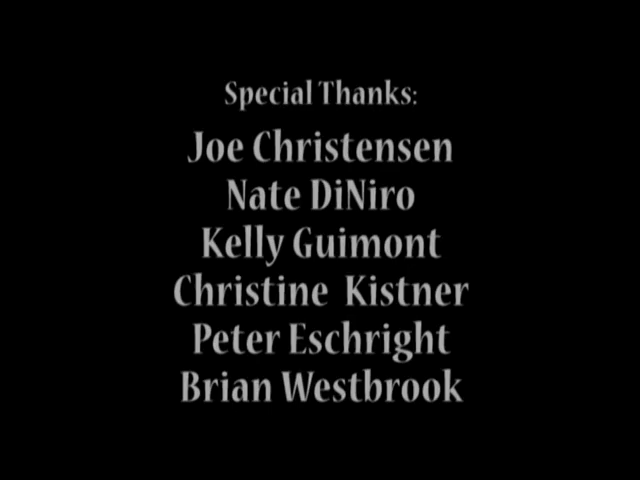 Special Thanks:
Joe Christensen
Nate DiNiro
Kelly Guimont
Christine Kistner
Peter Eschright
Brian Westbrook